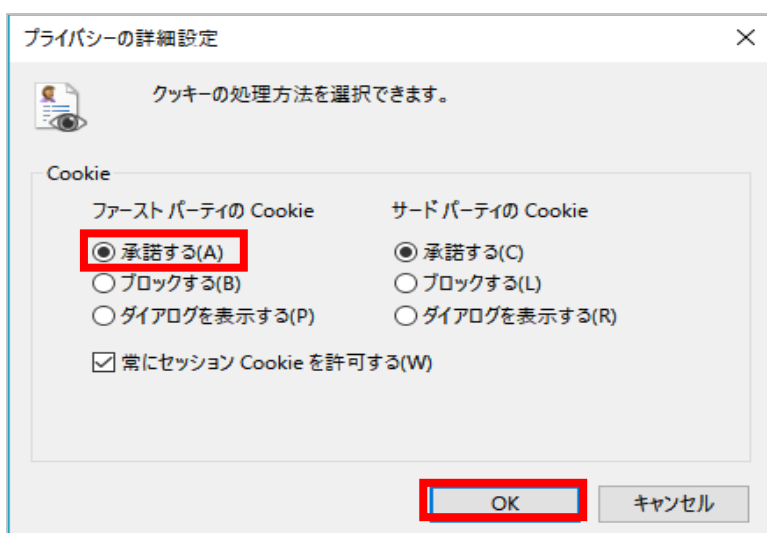 プライバシーの詳細設定
クッキーの処理方法を選択できます。
Cookie
ファースト パーティの Cookie
サード パーティの Cookie
承諾する(A)
承諾する(C)
ブロックする(B)
ブロックする(L)
ダイアログを表示する(P)
ダイアログを表示する(R)
常にセッション Cookie を許可する(W)
OK
キャンセル